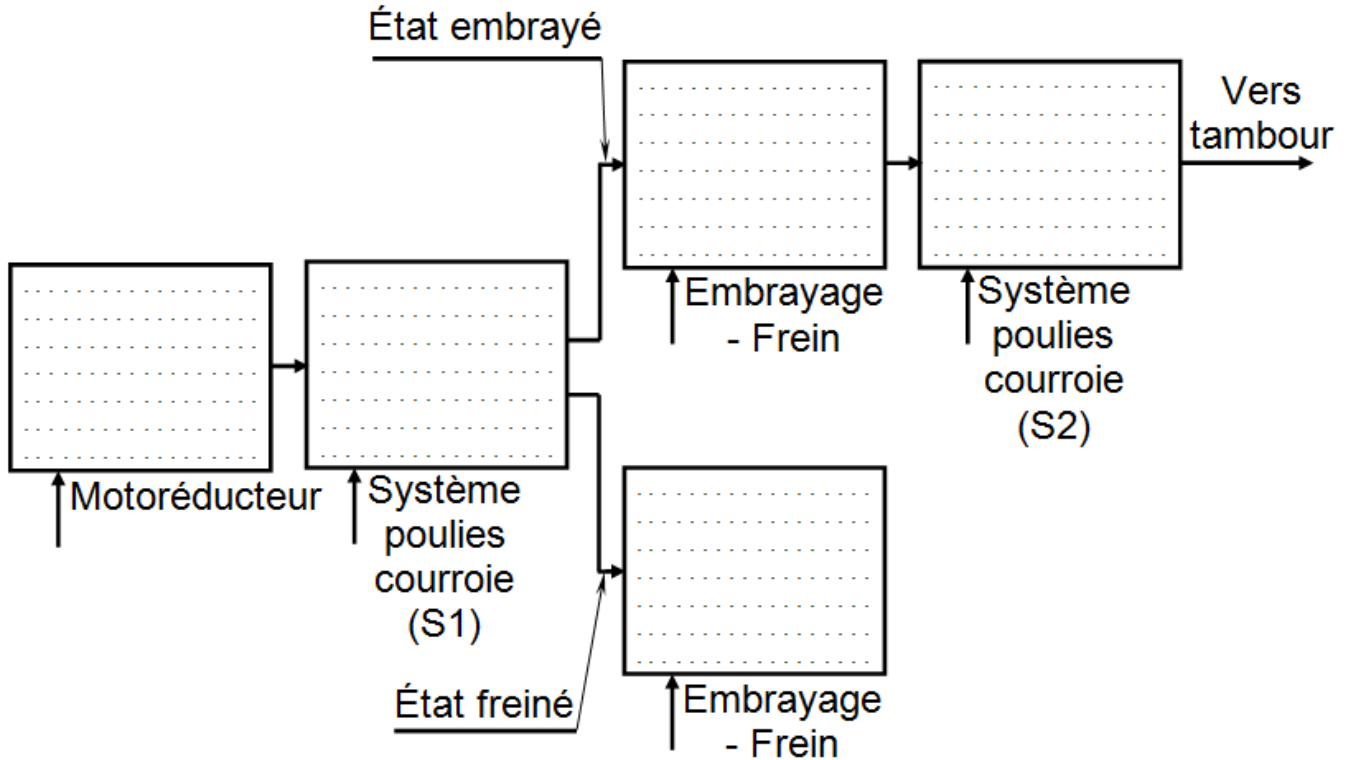 État embrayé
Vers
tambour
Embrayage
- Frein
Système
poulies
courroie
(S2)
Motoréducteur
Système
poulies
courroie
(S1)
État freiné
Embrayage
- Frein